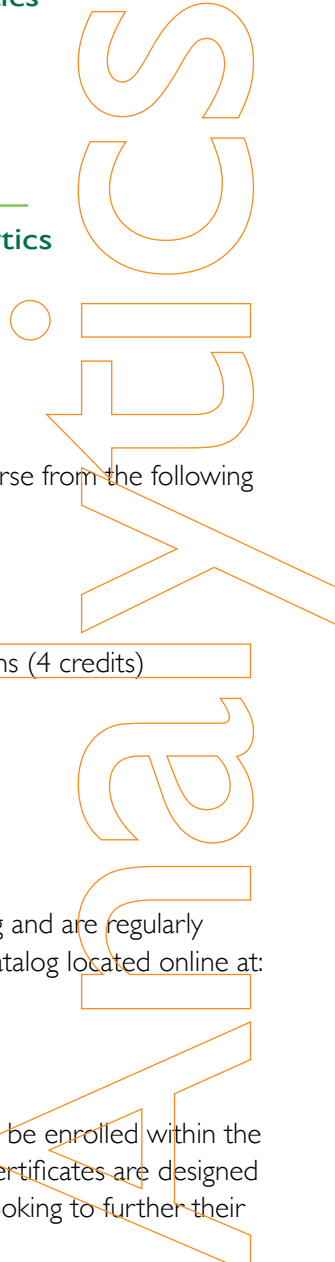 tics
rse from the following
ns (4 credits)
g and are regularly
atalog located online at:
be enrolled within the
ertificates are designed
ooking to further their
Analytics